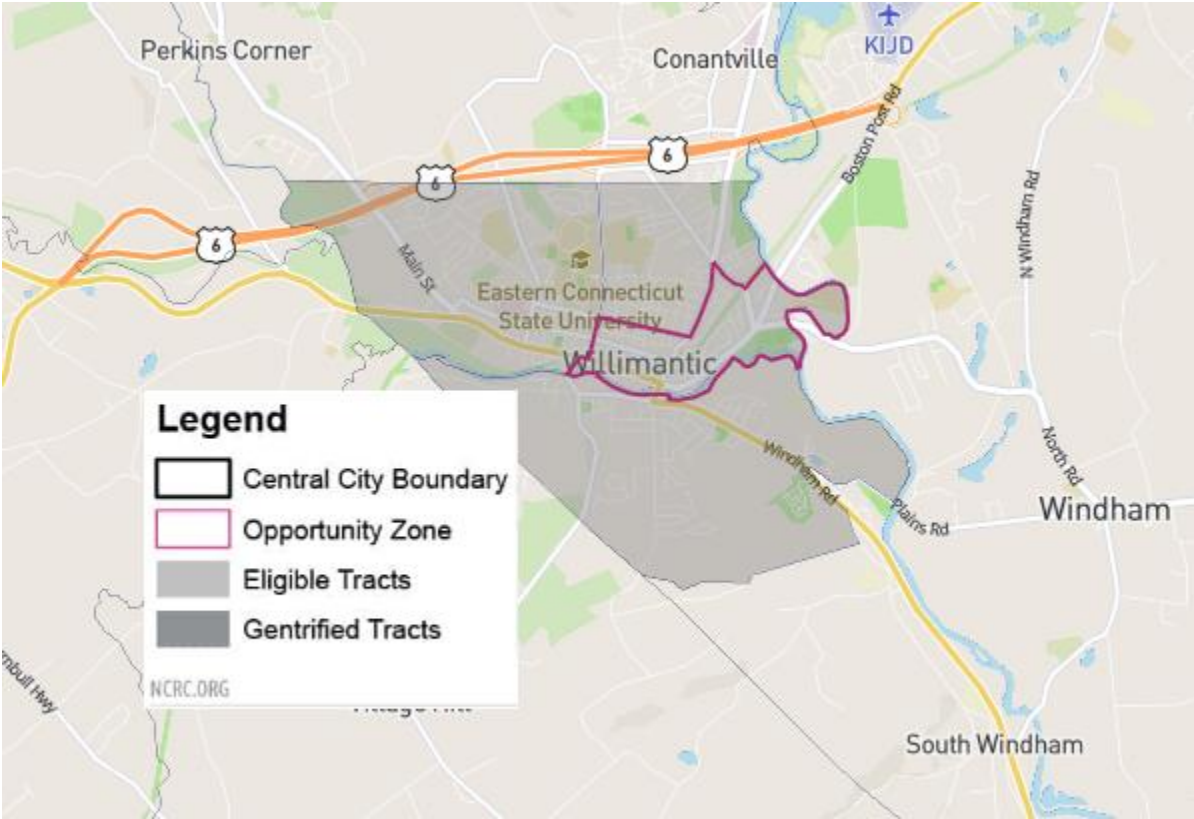 Perkins Corner
Conantville
KIJD
6
6
6
Boston Post Rd
N Windham Rd
Main St
Eastern Connecticut
State University
Willimantic
Windham Rd
Plains Rd
North Rd
Windham
South Windham
Legend
Central City Boundary
Opportunity Zone
Eligible Tracts
Gentrified Tracts
NCRC.ORG
Hwy